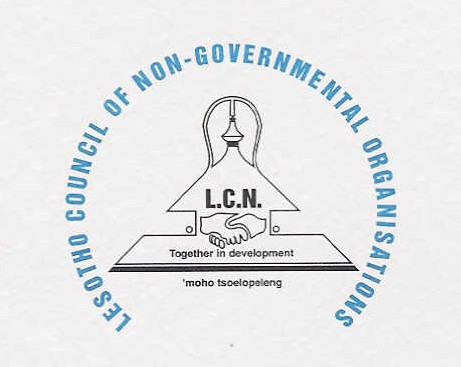 LESOTHO COUNCIL OF NON-GOVERNMENTAL ORGANISATIONS
L.C.N.
Together in development
'moho tsoelopeleng